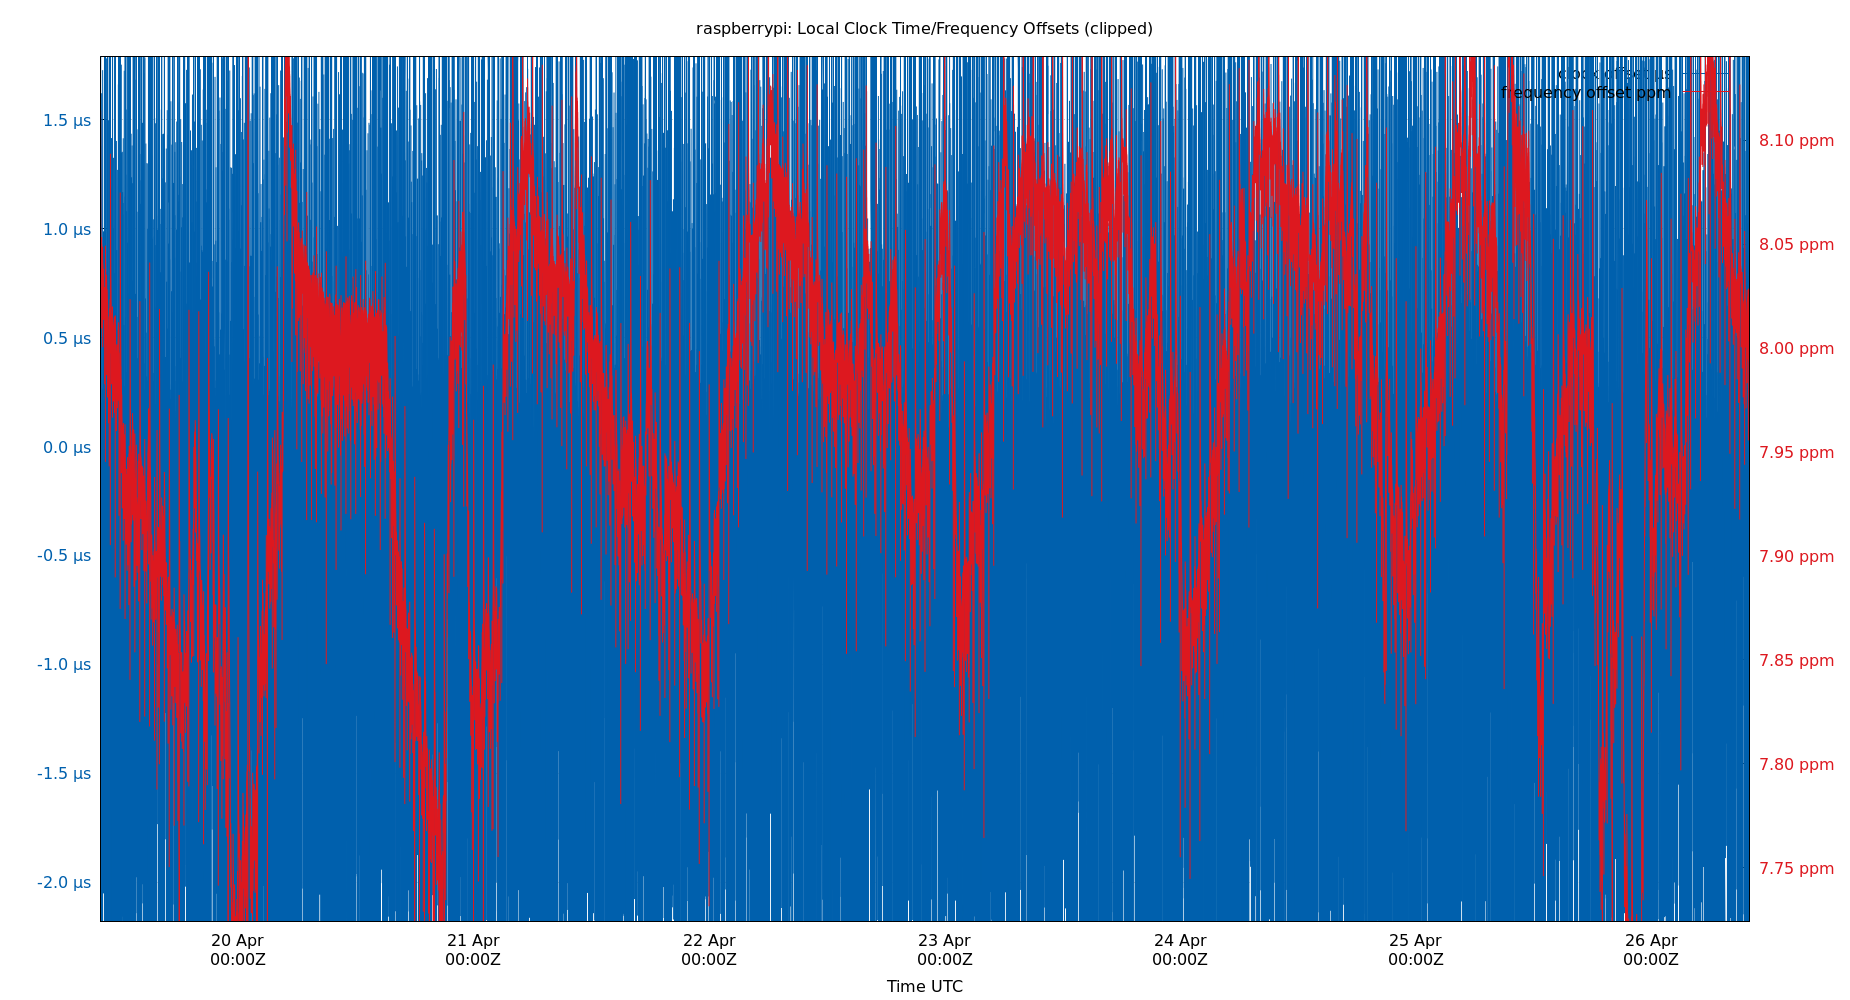 raspberrypi: Local Clock Time/Frequency Offsets (clipped)
clock offset µs
frequency offset ppm
1.5 µs
1.0 µs
0.5 µs
0.0 µs
-0.5 µs
-1.0 µs
-1.5 µs
-2.0 µs
8.10 ppm
8.05 ppm
8.00 ppm
7.95 ppm
7.90 ppm
7.85 ppm
7.80 ppm
7.75 ppm
20 Apr 21 Apr 22 Apr 23 Apr 24 Apr 25 Apr 26 Apr
00:00Z 00:00Z 00:00Z 00:00Z 00:00Z 00:00Z 00:00Z
Time UTC